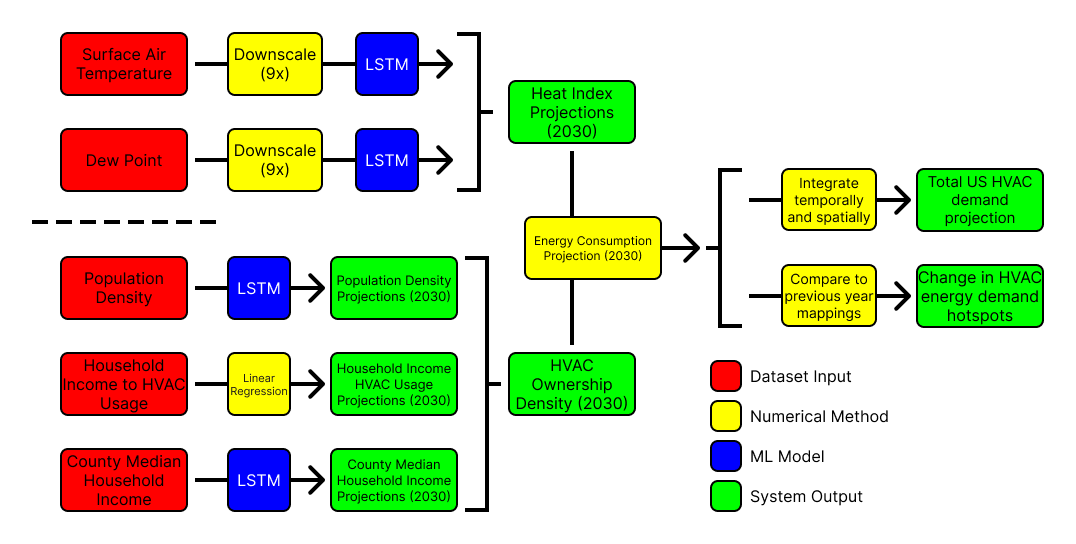 Surface Air
Temperature
Downscale
(9x)
LSTM
Dew Point
Downscale
(9x)
LSTM
Heat Index
Projections
(2030)
Population
Density
LSTM
Population Density
Projections (2030)
Household
Income to HVAC
Usage
Linear
Regression
Household Income
HVAC Usage
Projections (2030)
County Median
Household
Income
LSTM
County Median
Household Income
Projections (2030)
HVAC
Ownership
Density (2030)
Energy Consumption
Projection (2030)
Integrate
temporally
and spatially
Total US HVAC
demand
projection
Compare to
previous year
mappings
Change in HVAC
energy demand
hotspots
Dataset Input
Numerical Method
ML Model
System Output